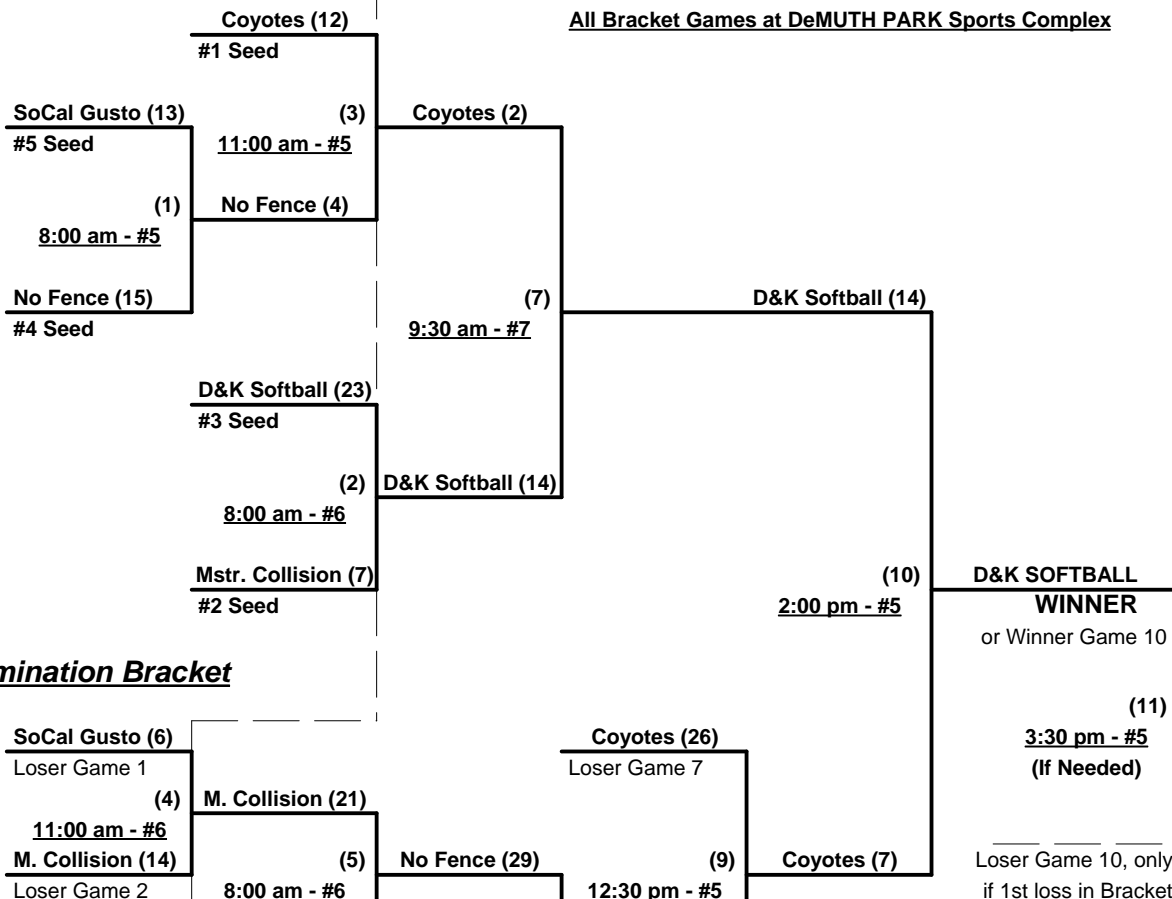 Coyotes (12)
All Bracket Games at DeMUTH PARK Sports Complex
#1 Seed
SoCal Gusto (13)
(3)
Coyotes (2)
#5 Seed
11:00 am - #5
(1)
No Fence (4)
8:00 am - #5
No Fence (15)
(7)
D&K Softball (14)
#4 Seed
9:30 am - #7
D&K Softball (23)
#3 Seed
(2)
D&K Softball (14)
8:00 am - #6
Mstr. Collision (7)
(10)
D&K SOFTBALL
#2 Seed
2:00 pm - #5
WINNER
or Winner Game 10
mination Bracket
(11)
SoCal Gusto (6)
Coyotes (26)
3:30 pm - #5
Loser Game 1
Loser Game 7
(If Needed)
(4)
M. Collision (21)
11:00 am - #6
M. Collision (14)
(5)
No Fence (29)
(9)
Coyotes (7)
Loser Game 10, only
Loser Game 2
8:00 am - #6
12:30 pm - #5
if 1st loss in Bracket